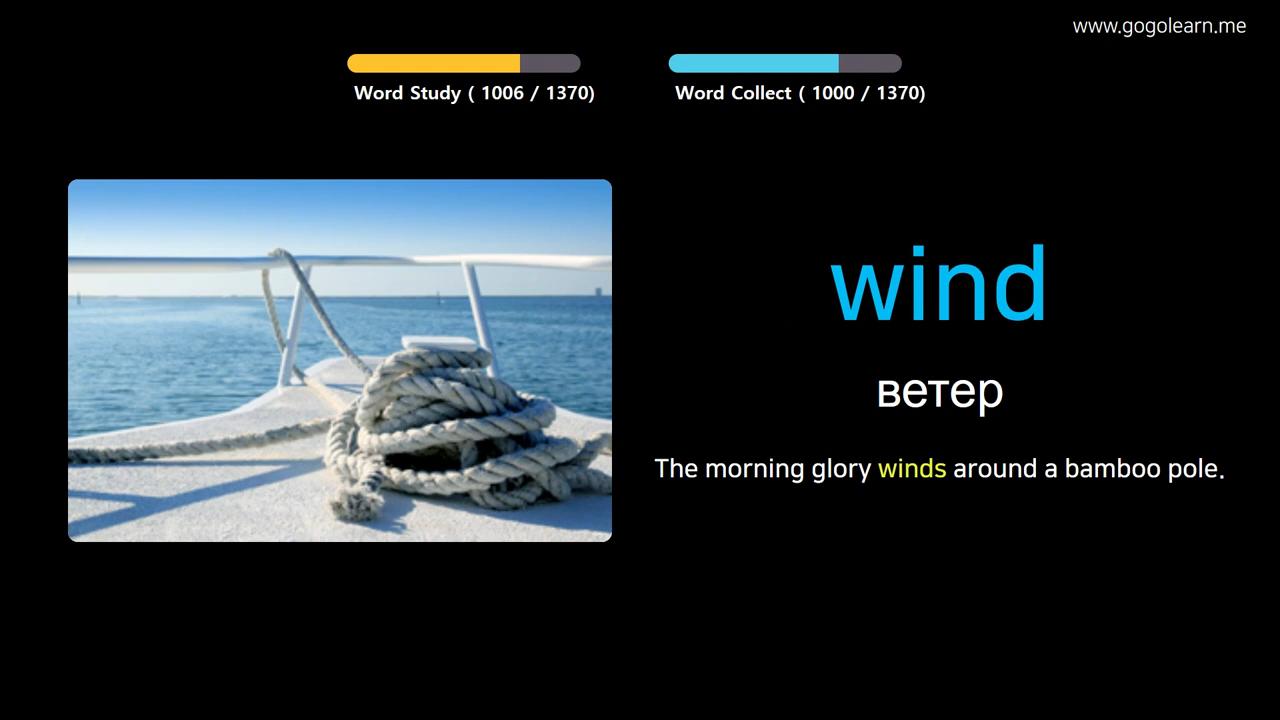 www.gogolearn.me
Word Study ( 1006 / 1370)
Word Collect ( 1000 / 1370)
wind
ветер
The morning glory winds around a bamboo pole.